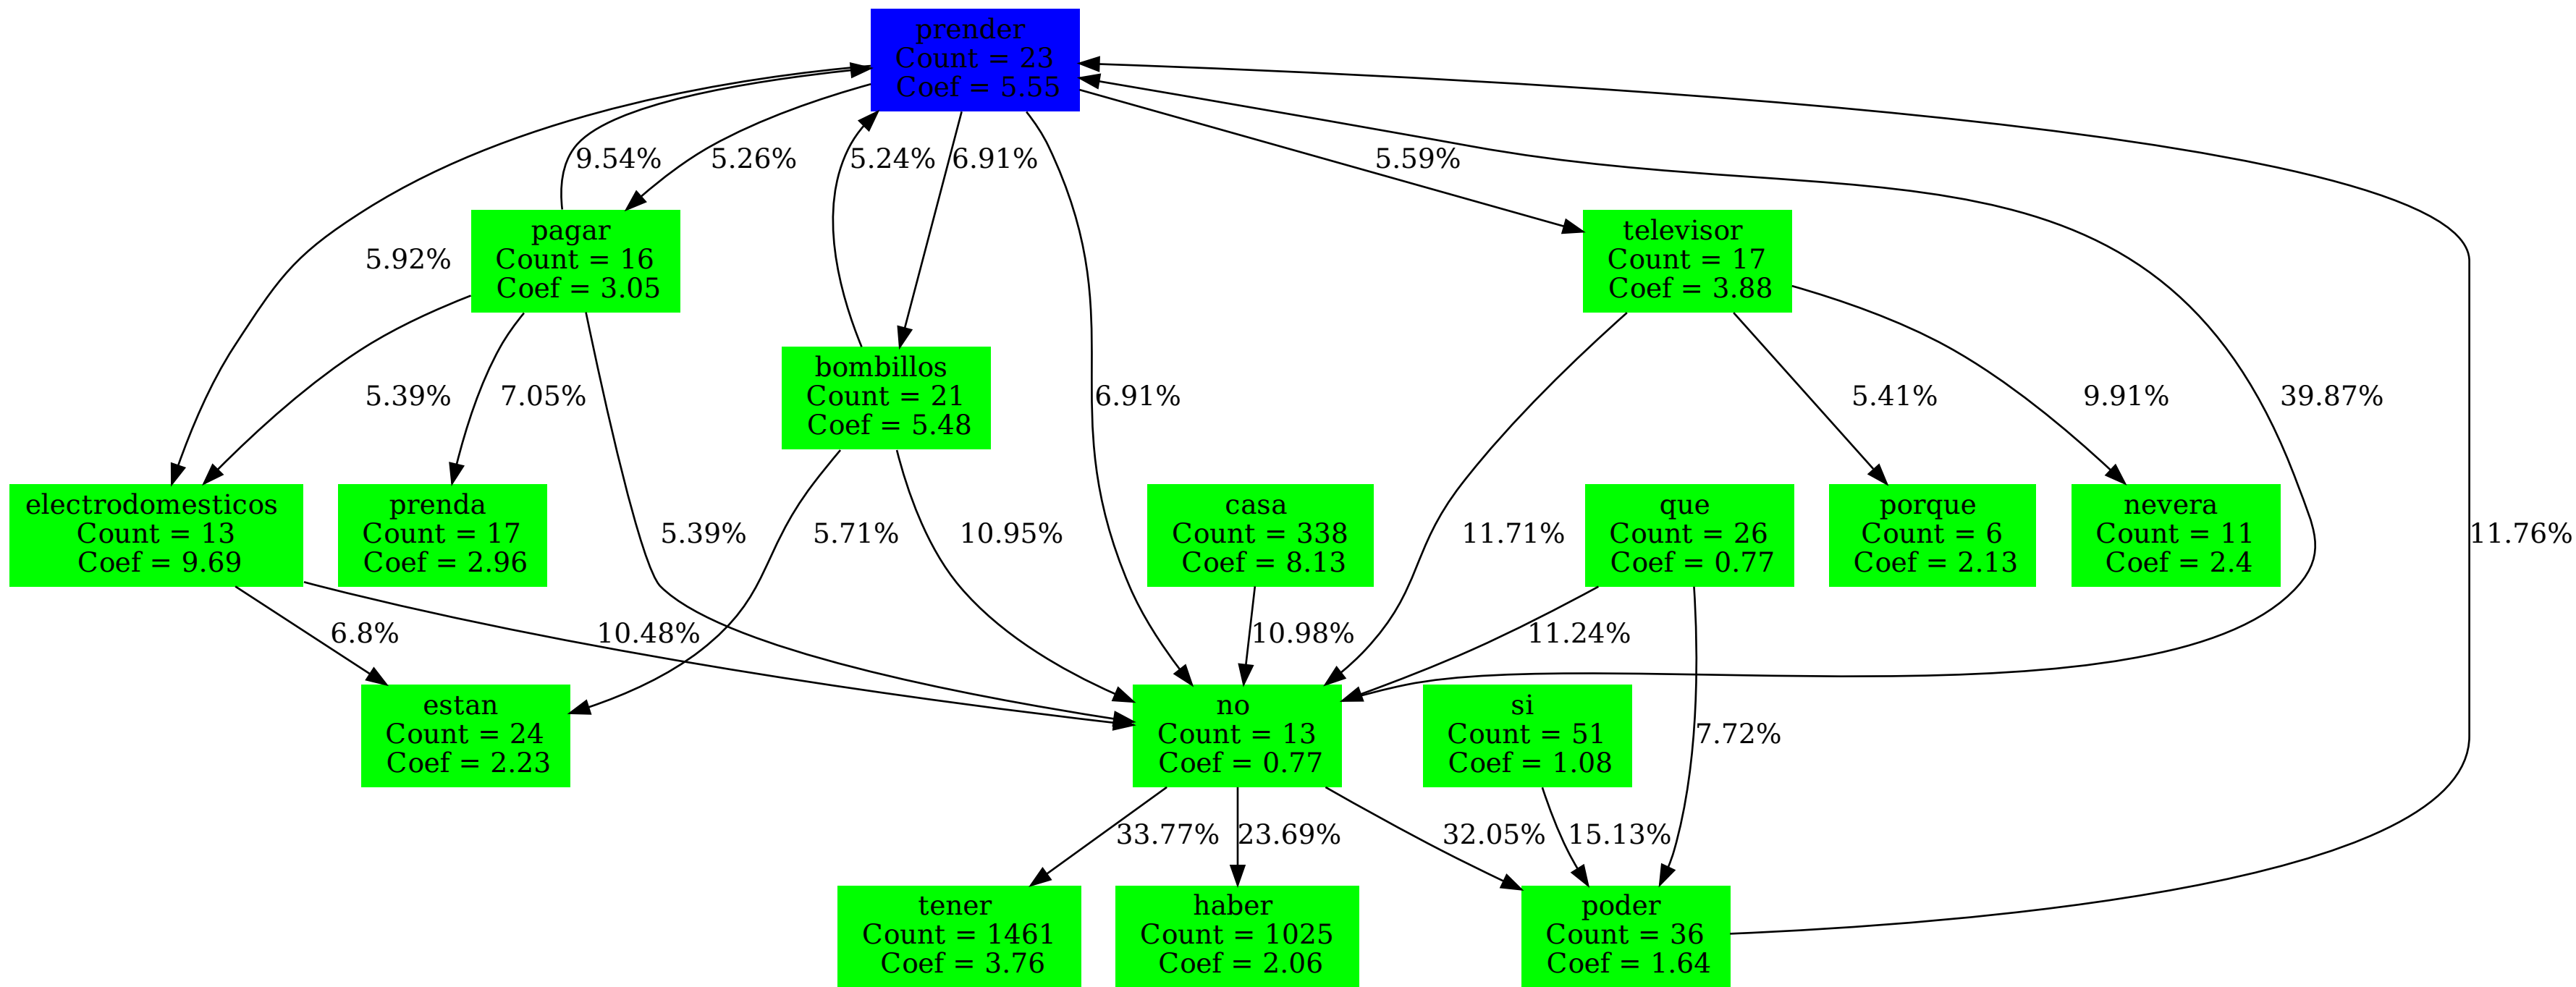 prender
Count = 23
Coef = 5.55
9.54%
5.26%
5.24%
6.91%
5.59%
pagar
Count = 16
Coef = 3.05
televisor
Count = 17
Coef = 3.88
5.92%
bombillos
Count = 21
Coef = 5.48
5.39%
7.05%
6.91%
5.41%
9.91%
39.87%
electrodomesticos
Count = 13
Coef = 9.69
prenda
Count = 17
Coef = 2.96
5.39%
5.71%
10.95%
casa
Count = 338
Coef = 8.13
11.71%
que
Count = 26
Coef = 0.77
porque
Count = 6
Coef = 2.13
nevera
Count = 11
Coef = 2.4
11.76%
6.8%
10.48%
10.98%
11.24%
estan
Count = 24
Coef = 2.23
no
Count = 13
Coef = 0.77
si
Count = 51
Coef = 1.08
7.72%
33.77%
23.69%
32.05%
15.13%
tener
Count = 1461
Coef = 3.76
haber
Count = 1025
Coef = 2.06
poder
Count = 36
Coef = 1.64